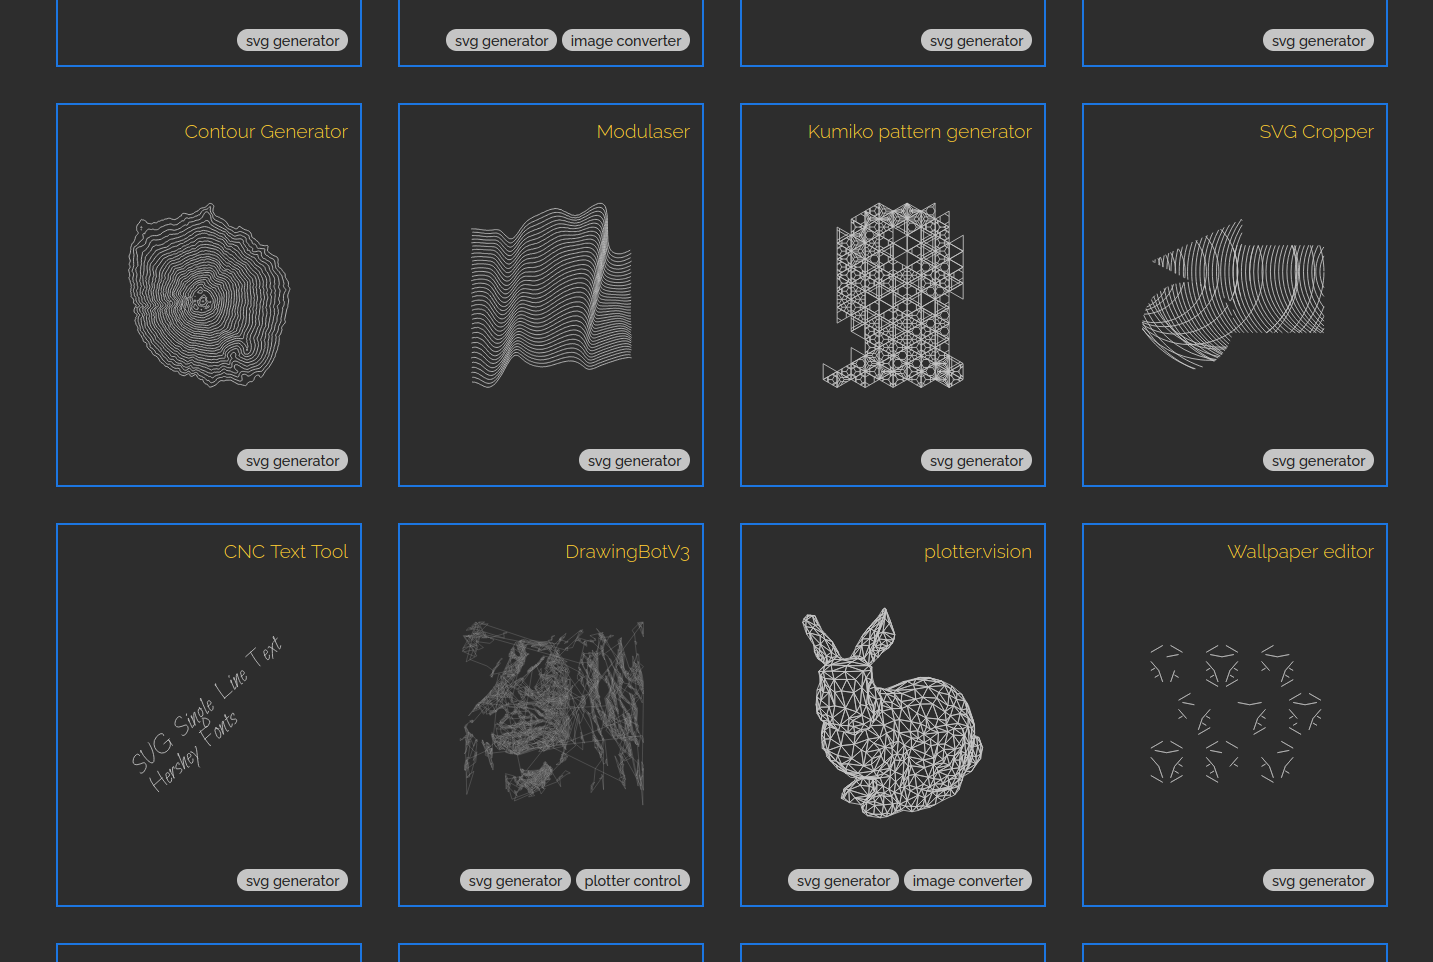 svg generator
svg generator image converter
svg generator
svg generator
Contour Generator
svg generator
Modulaser
svg generator
Kumiko pattern generator
svg generator
SVG Cropper
svg generator
CNC Text Tool
SVG Single Line Text
Hershey Fonts
svg generator
DrawingBotV3
svg generator plotter control
plotter.vision
svg generator image converter
Wallpaper editor
svg generator